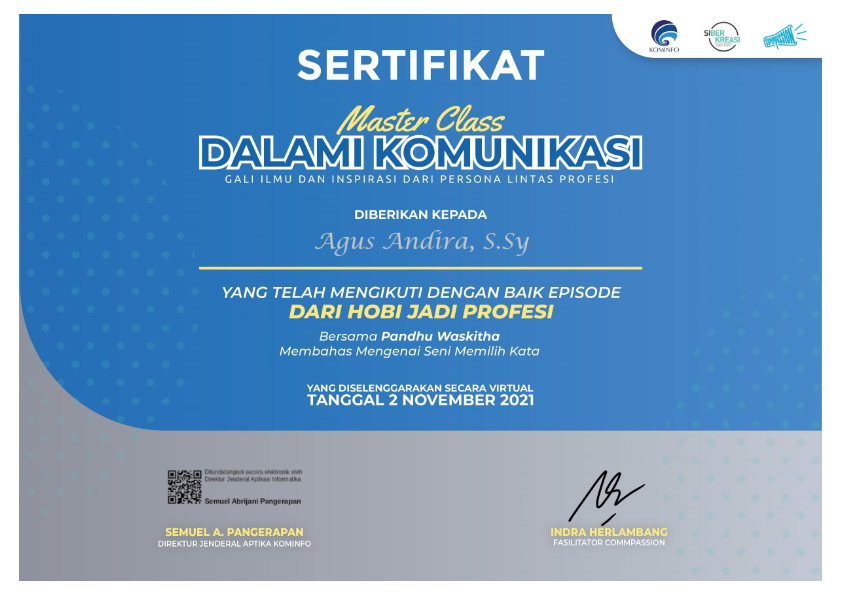 KOMINFO
SIBER
KREASI
SERTIFIKAT
Master Class
DALAMI KOMUNIKASI
GALI ILMU DAN INSPIRASI DARI PERSONA LINTAS PROFESI
DIBERIKAN KEPADA
Agus Andira, S.Sy
YANG TELAH MENGIKUTI DENGAN BAIK EPISODE
DARI HOBI JADI PROFESI
Bersama Pandhu Waskitha
Membahas Mengenai Seni Memilih Kata
YANG DISELENGGARAKAN SECARA VIRTUAL
TANGGAL 2 NOVEMBER 2021
Ditandatangani secara elektronik oleh
Direktur Jenderal Aplikasi Informatika
Semuel Abrijani Pangerapan
SEMUEL A. PANGERAPAN
DIREKTUR JENDERAL APTIKA KOMINFO
INDRA HERLAMBANG
FASILITATOR COMMPASSION